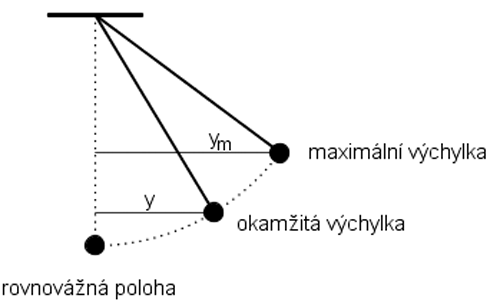 ym
maximální výchylka
y
okamžitá výchylka
rovnovážná poloha